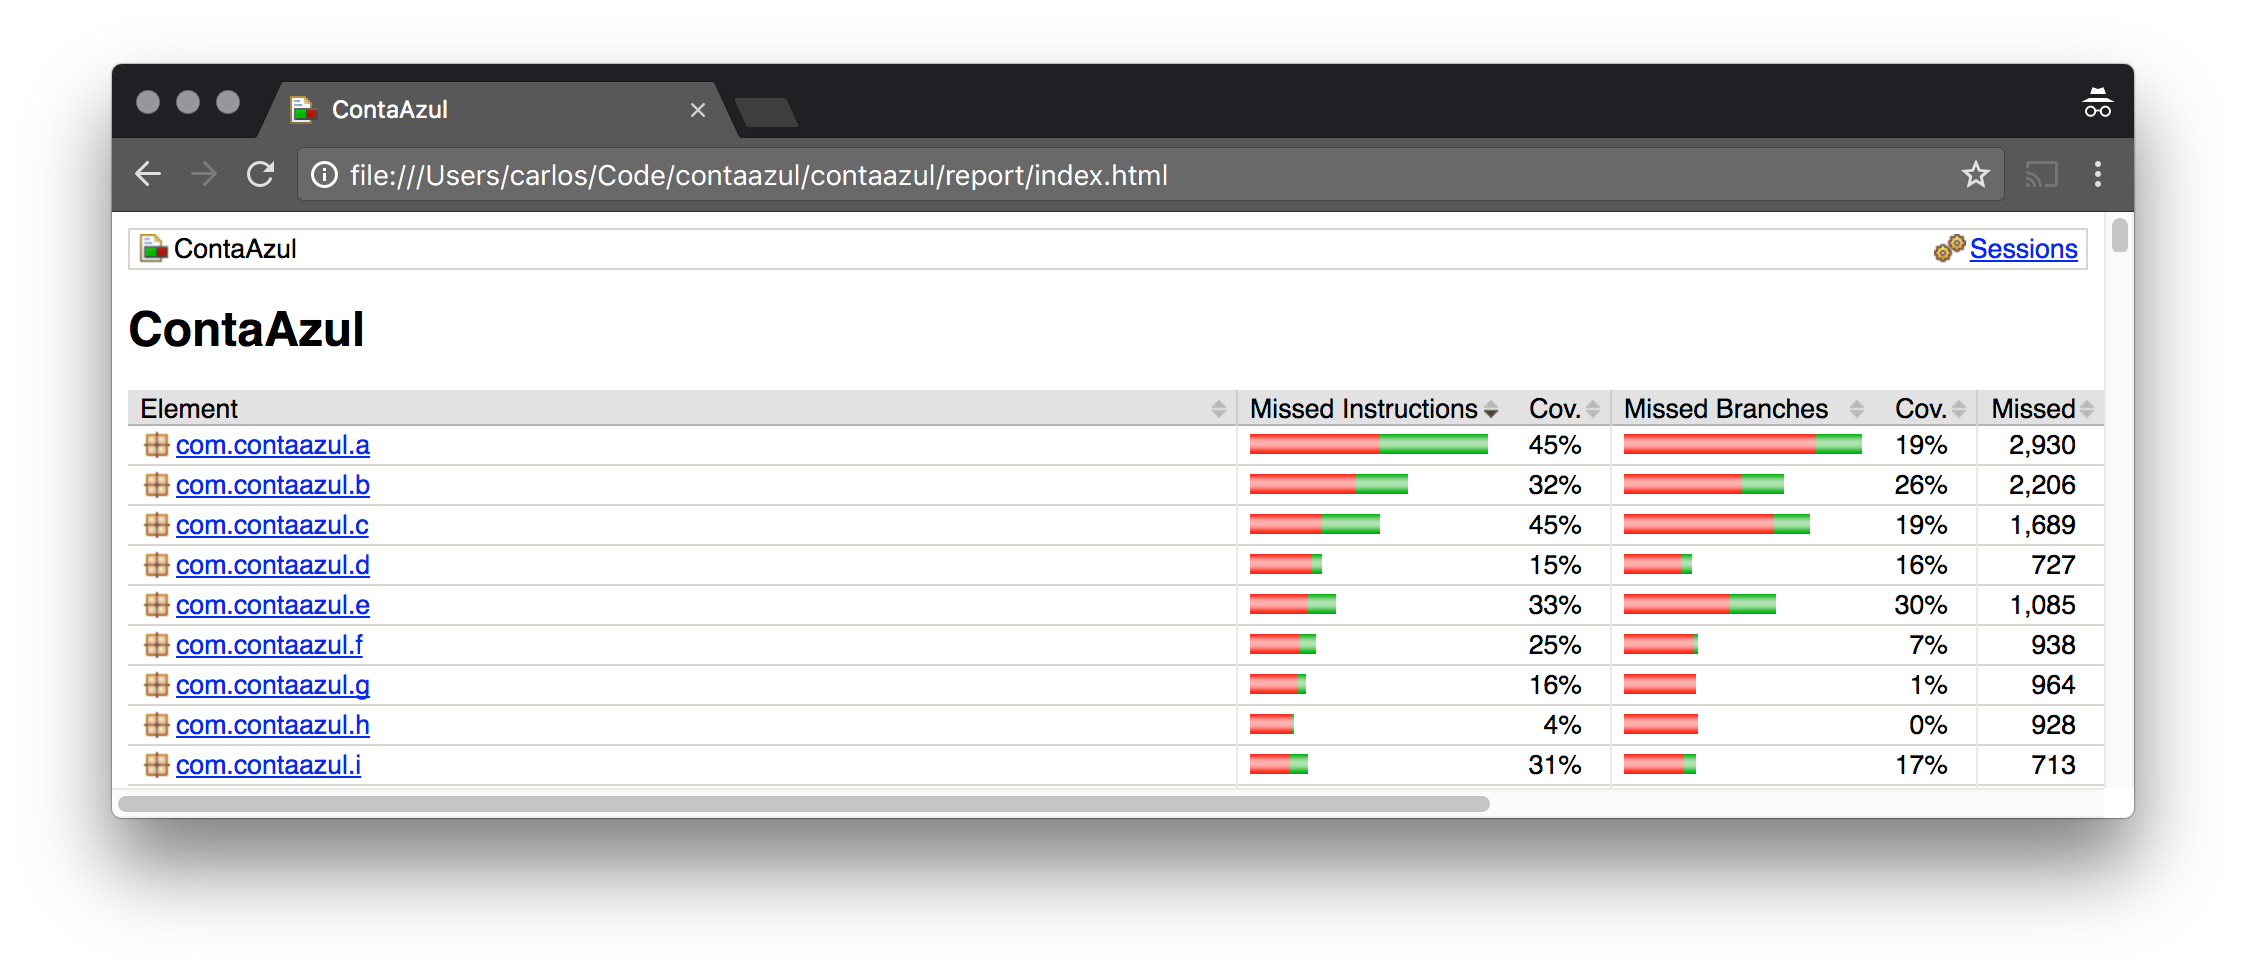 ContaAzul
file:///Users/carlos/Code/contaazul/contaazul/report/index.html
ContaAzul Sessions
ContaAzul
Element Missed Instructions Cov. Missed Branches Cov. Missed
com.contaazul.a 45% 19% 2,930
com.contaazul.b 32% 26% 2,206
com.contaazul.c 45% 19% 1,689
com.contaazul.d 15% 16% 727
com.contaazul.e 33% 30% 1,085
com.contaazul.f 25% 7% 938
com.contaazul.g 16% 1% 964
com.contaazul.h 4% 0% 928
com.contaazul.i 31% 17% 713